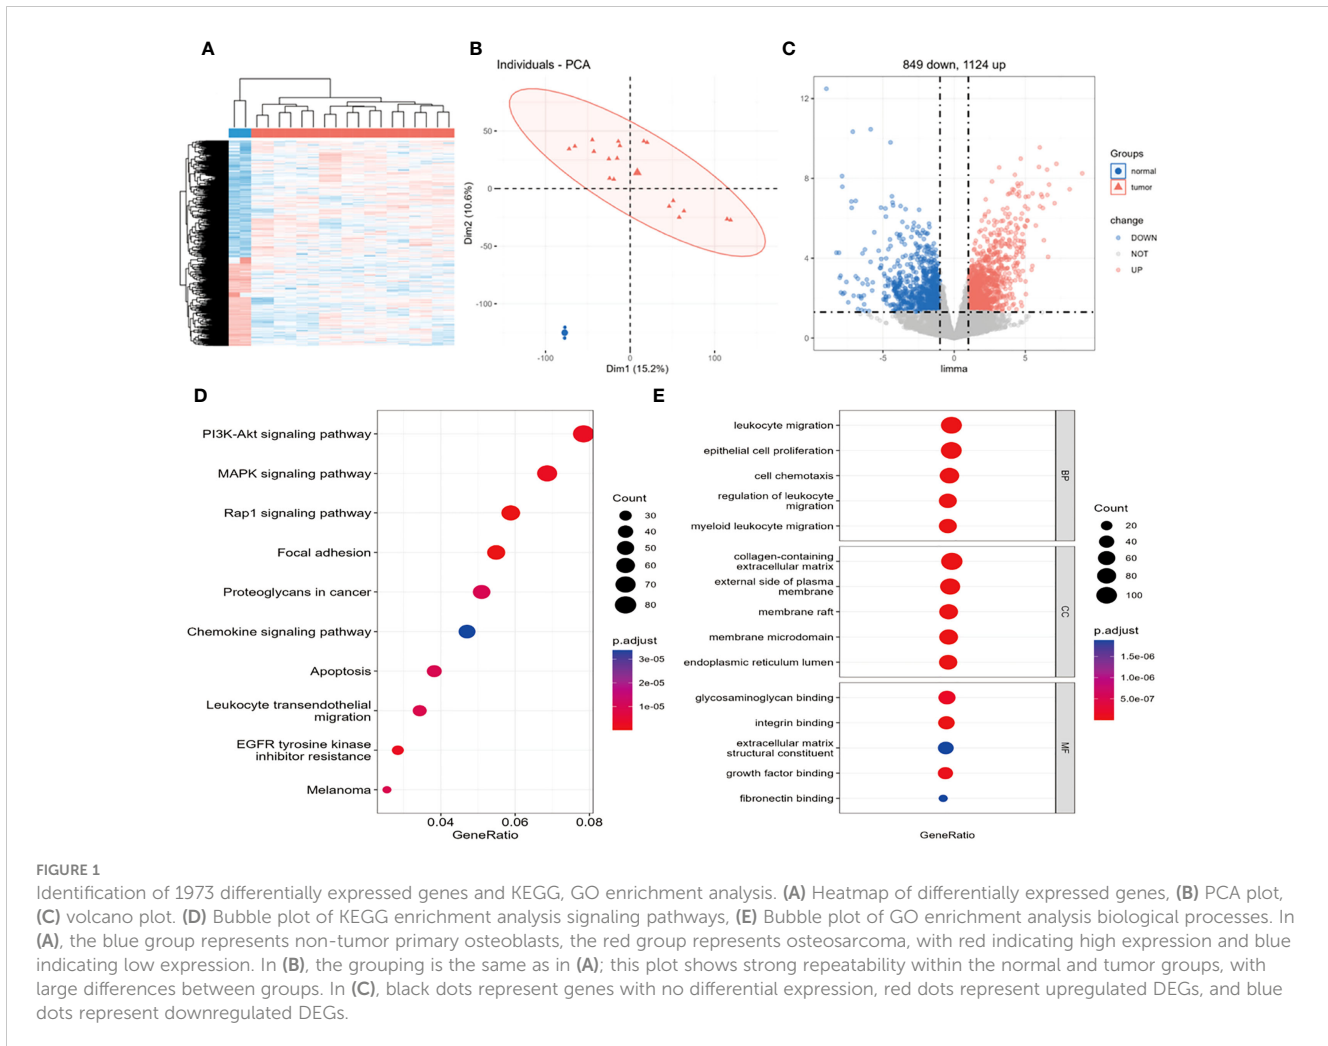 A
B
C
Individuals - PCA
849 down, 1124 up
Dim2 (10.6%)
50
0
-50
-100
-100
0
100
Dim1 (15.2%)
12
8
4
0
-5
0
5
limma
Groups
normal
tumor
change
DOWN
NOT
UP
D
PI3K-Akt signaling pathway
MAPK signaling pathway
Rap1 signaling pathway
Focal adhesion
Proteoglycans in cancer
Chemokine signaling pathway
Apoptosis
Leukocyte transendothelial
migration
EGFR tyrosine kinase
inhibitor resistance
Melanoma
0.04
0.06
0.08
GeneRatio
Count
30
40
50
60
70
80
p.adjust
3e-05
2e-05
1e-05
E
leukocyte migration
epithelial cell proliferation
cell chemotaxis
regulation of leukocyte
migration
myeloid leukocyte migration
BP
collagen-containing
extracellular matrix
external side of plasma
membrane
membrane raft
membrane microdomain
endoplasmic reticulum lumen
CC
glycosaminoglycan binding
integrin binding
extracellular matrix
structural constituent
growth factor binding
fibronectin binding
MF
GeneRatio
Count
20
40
60
80
100
p.adjust
1.5e-06
1.0e-06
5.0e-07
FIGURE 1
Identification of 1973 differentially expressed genes and KEGG, GO enrichment analysis. (A) Heatmap of differentially expressed genes, (B) PCA plot,
(C) volcano plot. (D) Bubble plot of KEGG enrichment analysis signaling pathways, (E) Bubble plot of GO enrichment analysis biological processes. In
(A), the blue group represents non-tumor primary osteoblasts, the red group represents osteosarcoma, with red indicating high expression and blue
indicating low expression. In (B), the grouping is the same as in (A); this plot shows strong repeatability within the normal and tumor groups, with
large differences between groups. In (C), black dots represent genes with no differential expression, red dots represent upregulated DEGs, and blue
dots represent downregulated DEGs.